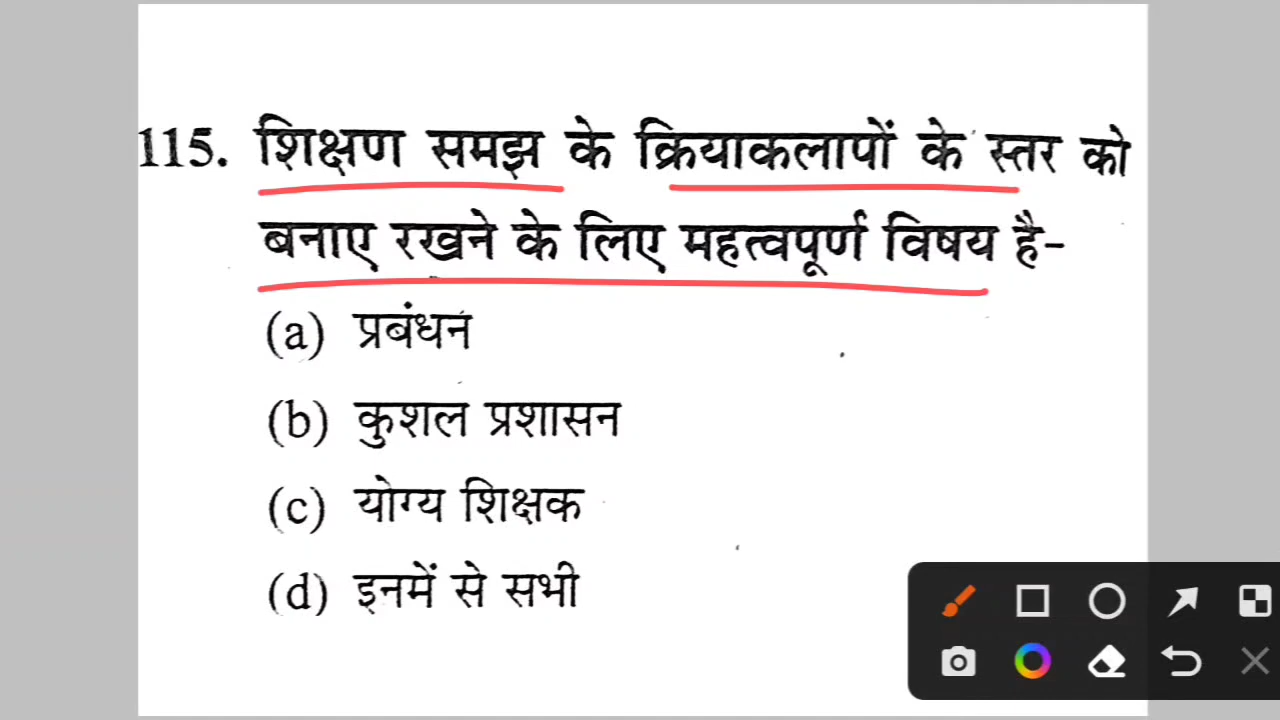 115. शिक्षण समझ के क्रियाकलापों के स्तर को
बनाए रखने के लिए महत्वपूर्ण विषय है-
(a) प्रबंधन
(b) कुशल प्रशासन
(c) योग्य शिक्षक
(d) इनमें से सभी